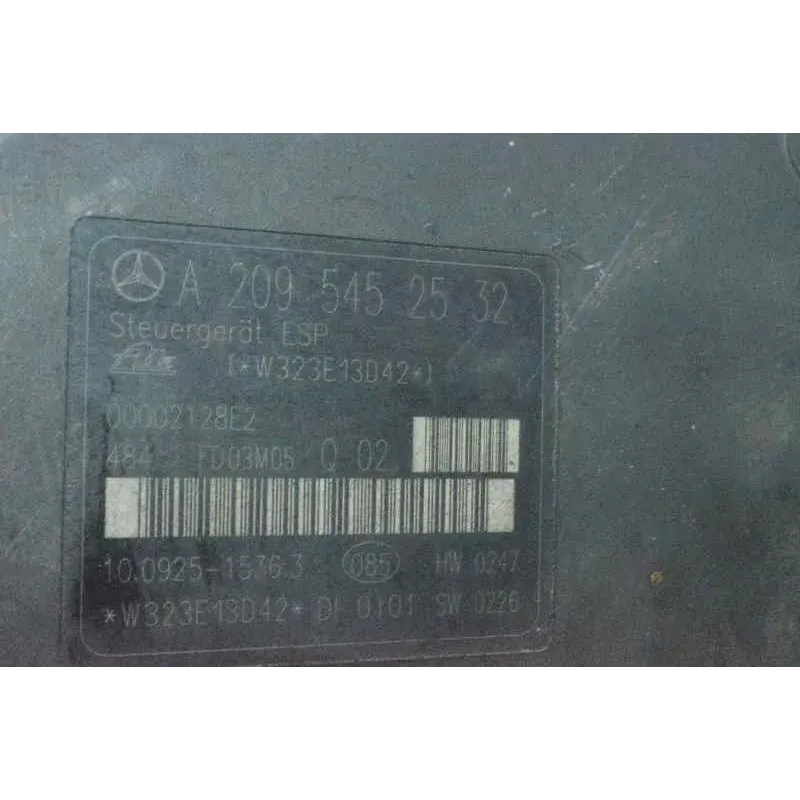 A 209 545 25 32
Steuergerät ESP
Ate (*W323E13D42*)
00002128E2
FD03M05 Q 02
10.0925-1536.3 085 HW 0247
*W323E13D42* DI 0101 SW 0226